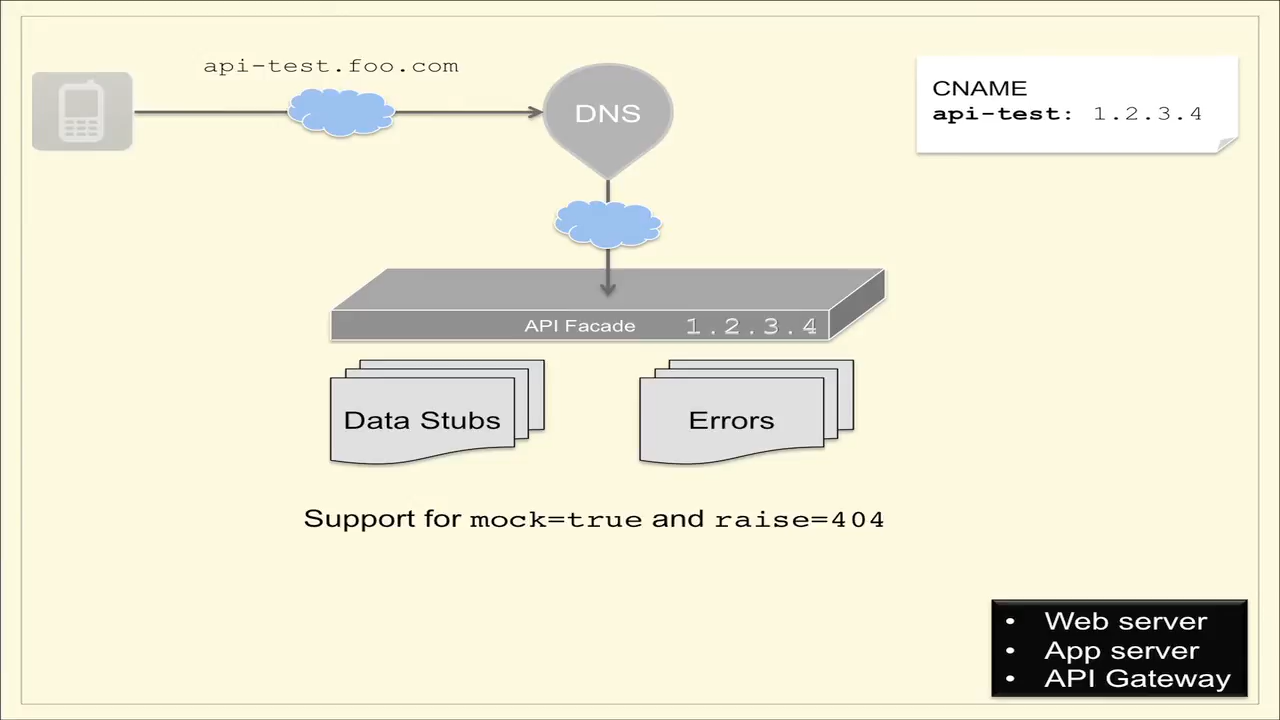 api-test.foo.com
DNS
CNAME
api-test: 1.2.3.4
API Facade 1.2.3.4
Data Stubs
Errors
Support for mock=true and raise=404
• Web server
• App server
• API Gateway